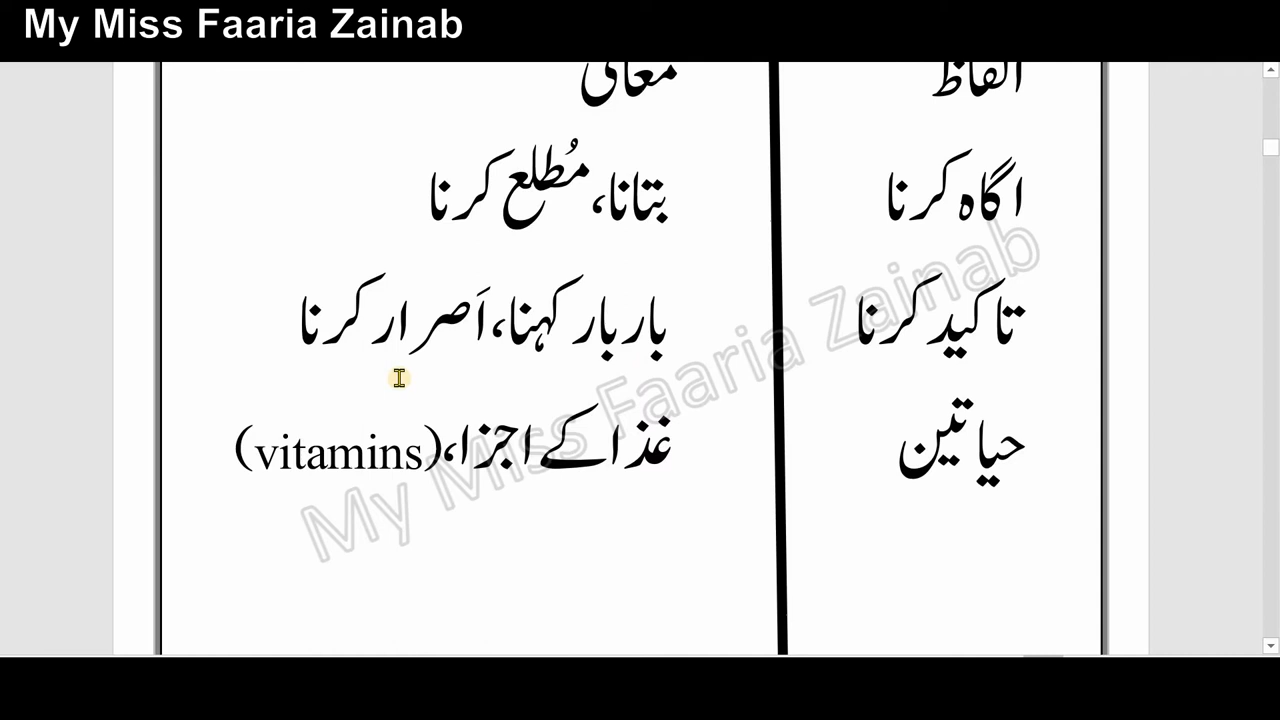 My Miss Faaria Zainab
الفاظ معانی
اگاہ کرنا بتانا، مُطلع کرنا
تاکید کرنا بار بار کہنا، اَصرار کرنا
حیاتین غذا کے اجزا، (vitamins)
My Miss Faaria Zainab